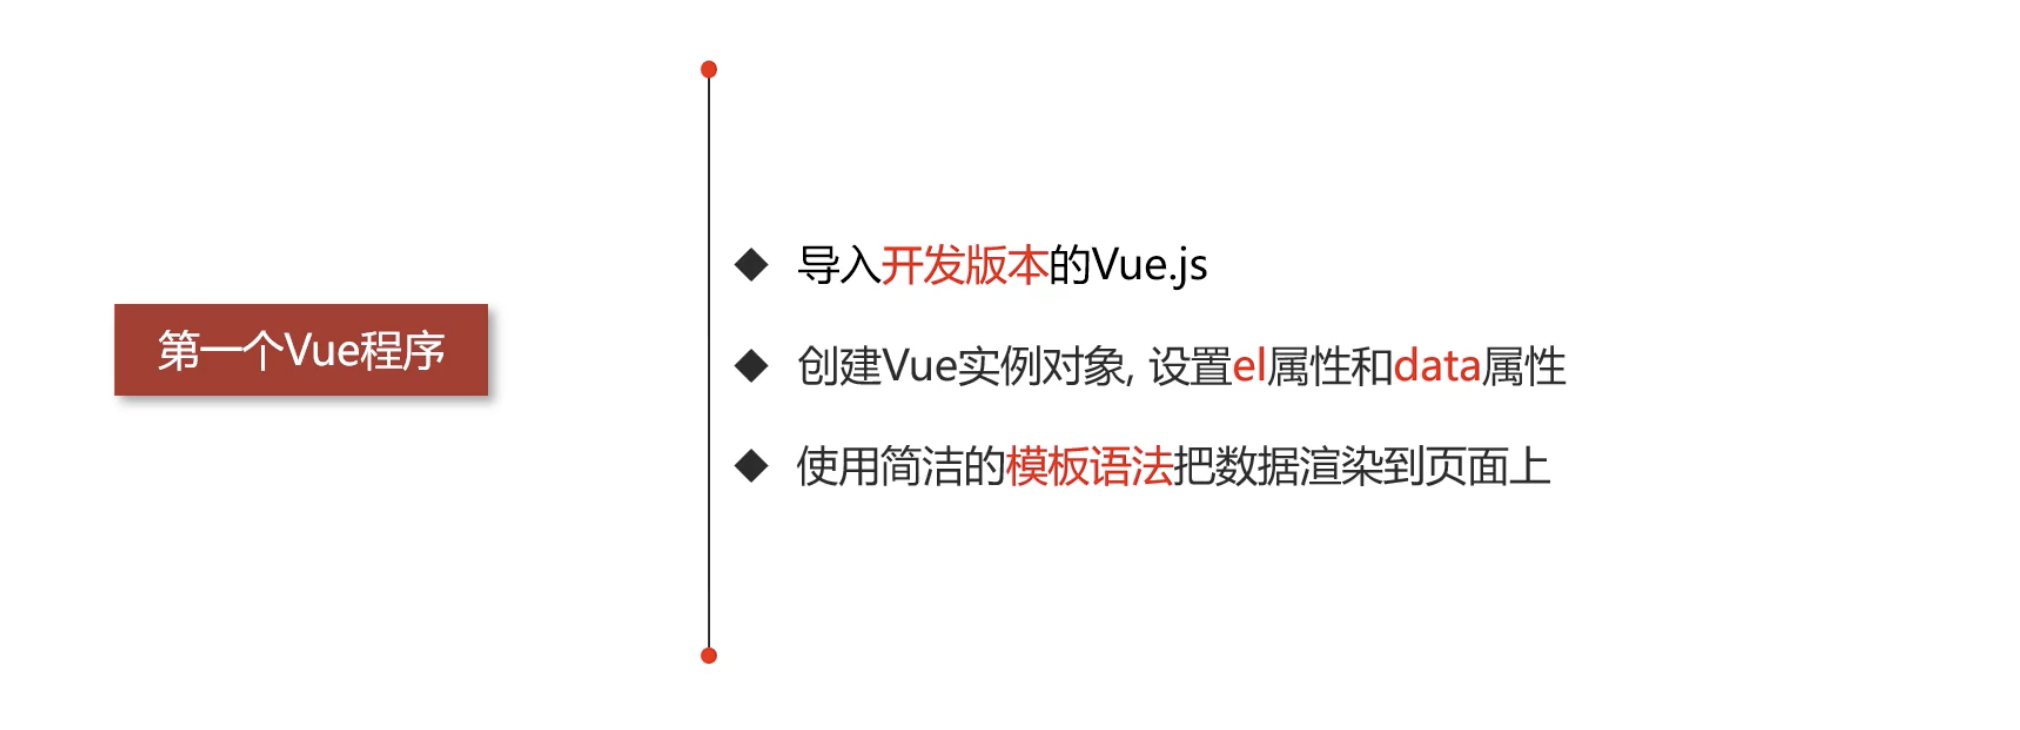 第一个Vue程序
导入开发版本的Vue.js
创建Vue实例对象, 设置el属性和data属性
使用简洁的模板语法把数据渲染到页面上